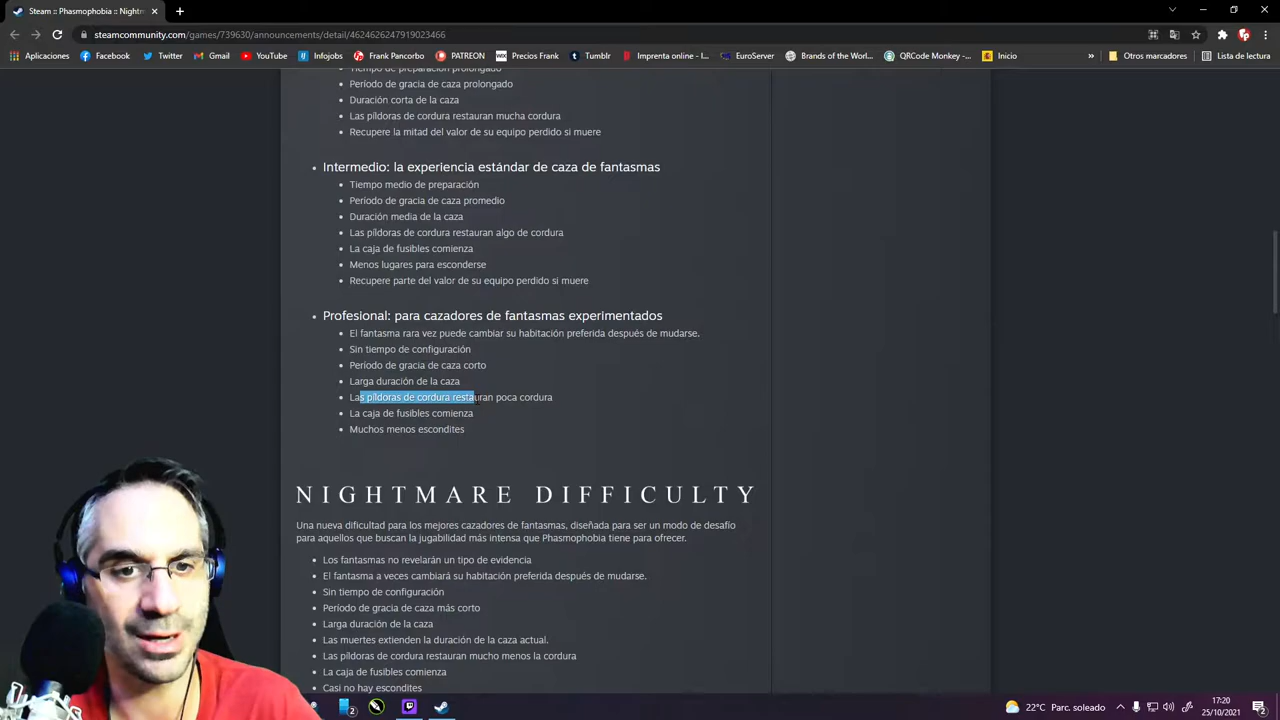 Steam :: Phasmophobia :: Nightm
steamcommunity.com/games/739630/announcements/detail/4624626247919023466
Aplicaciones
Facebook
Twitter
Gmail
YouTube
Infojobs
Frank Pancorbo
PATREON
Precios Frank
Tumblr
Imprenta online - I...
EuroServer
Brands of the Worl...
QRCode Monkey -...
Inicio
Otros marcadores
Lista de lectura
Tiempo de preparación prolongado
Período de gracia de caza prolongado
Duración corta de la caza
Las píldoras de cordura restauran mucha cordura
Recupere la mitad del valor de su equipo perdido si muere
Intermedio: la experiencia estándar de caza de fantasmas
Tiempo medio de preparación
Período de gracia de caza promedio
Duración media de la caza
Las píldoras de cordura restauran algo de cordura
La caja de fusibles comienza
Menos lugares para esconderse
Recupere parte del valor de su equipo perdido si muere
Profesional: para cazadores de fantasmas experimentados
El fantasma rara vez puede cambiar su habitación preferida después de mudarse.
Sin tiempo de configuración
Período de gracia de caza corto
Larga duración de la caza
Las píldoras de cordura restauran poca cordura
La caja de fusibles comienza
Muchos menos escondites
NIGHTMARE DIFFICULTY
Una nueva dificultad para los mejores cazadores de fantasmas, diseñada para ser un modo de desafío
para aquellos que buscan la jugabilidad más intensa que Phasmophobia tiene para ofrecer.
Los fantasmas no revelarán un tipo de evidencia
El fantasma a veces cambiará su habitación preferida después de mudarse.
Sin tiempo de configuración
Período de gracia de caza más corto
Larga duración de la caza
Las muertes extienden la duración de la caza actual.
Las píldoras de cordura restauran mucho menos la cordura
La caja de fusibles comienza
Casi no hay escondites
2
22°C Parc. soleado
17:20
25/10/2021
2